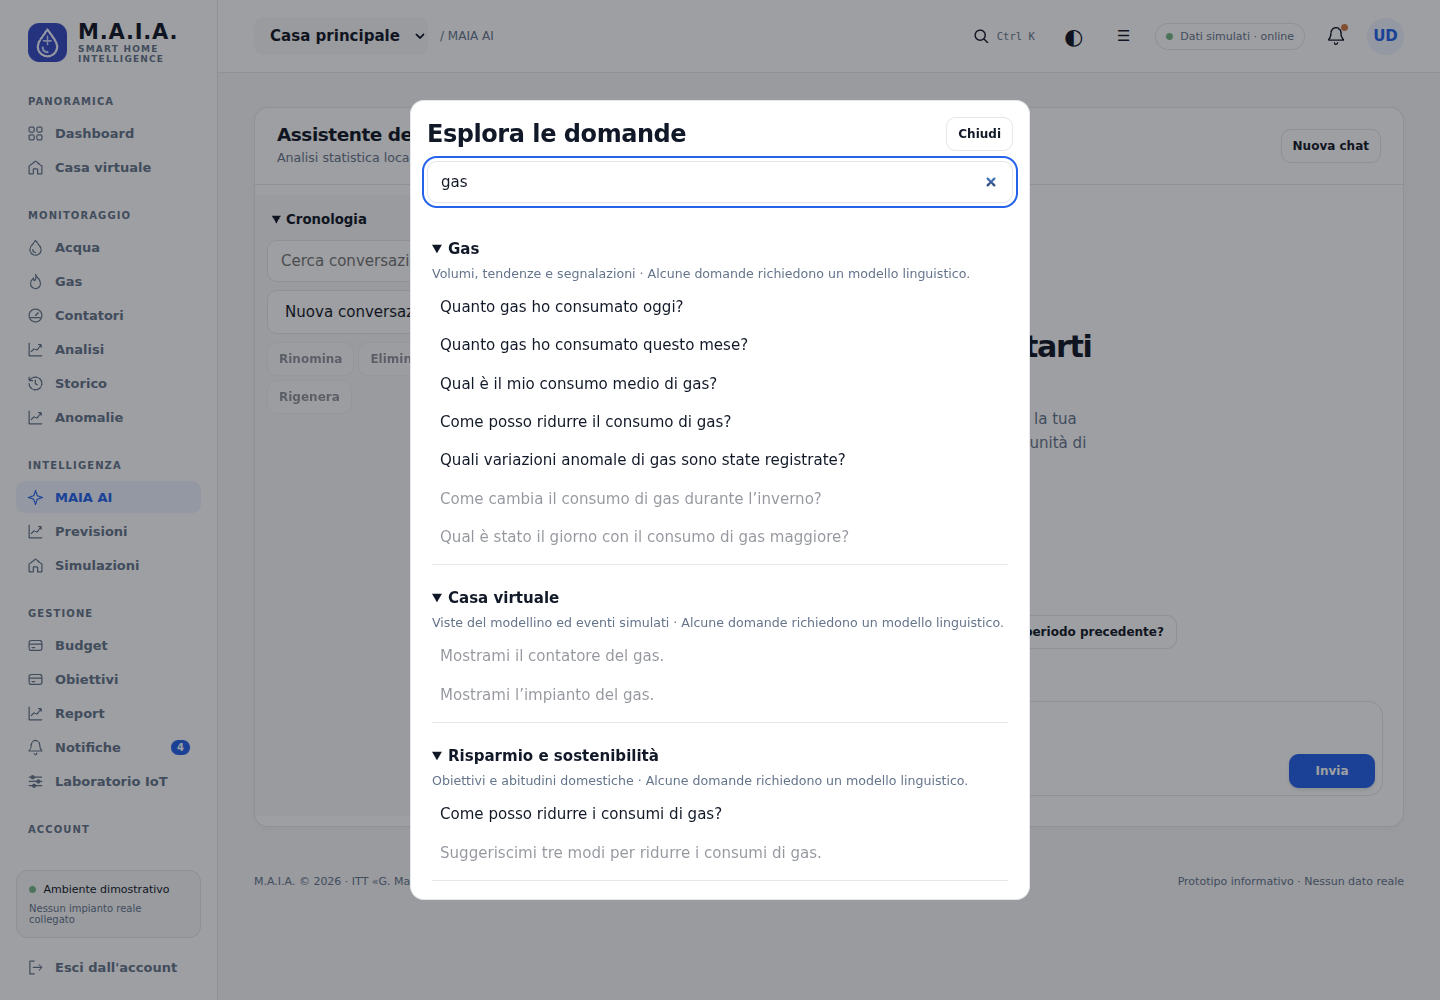 M.A.I.A.
SMART HOME
INTELLIGENCE
PANORAMICA
Dashboard
Casa virtuale
MONITORAGGIO
Acqua
Gas
Contatori
Analisi
Storico
Anomalie
INTELLIGENZA
MAIA AI
Previsioni
Simulazioni
GESTIONE
Budget
Obiettivi
Report
Notifiche 4
Laboratorio IoT
ACCOUNT
Ambiente dimostrativo
Nessun impianto reale
collegato
Esci dall'account
Casa principale
/ MAIA AI
Ctrl K
Dati simulati · online
UD
Assistente de
Analisi statistica loca
Nuova chat
Cronologia
Cerca conversazi
Nuova conversaz
Rinomina
Elimin
Rigenera
tarti
la tua
unità di
periodo precedente?
Invia
M.A.I.A. © 2026 · ITT «G. Ma
Prototipo informativo · Nessun dato reale
Esplora le domande
Chiudi
gas
Gas
Volumi, tendenze e segnalazioni · Alcune domande richiedono un modello linguistico.
Quanto gas ho consumato oggi?
Quanto gas ho consumato questo mese?
Qual è il mio consumo medio di gas?
Come posso ridurre il consumo di gas?
Quali variazioni anomale di gas sono state registrate?
Come cambia il consumo di gas durante l’inverno?
Qual è stato il giorno con il consumo di gas maggiore?
Casa virtuale
Viste del modellino ed eventi simulati · Alcune domande richiedono un modello linguistico.
Mostrami il contatore del gas.
Mostrami l’impianto del gas.
Risparmio e sostenibilità
Obiettivi e abitudini domestiche · Alcune domande richiedono un modello linguistico.
Come posso ridurre i consumi di gas?
Suggeriscimi tre modi per ridurre i consumi di gas.